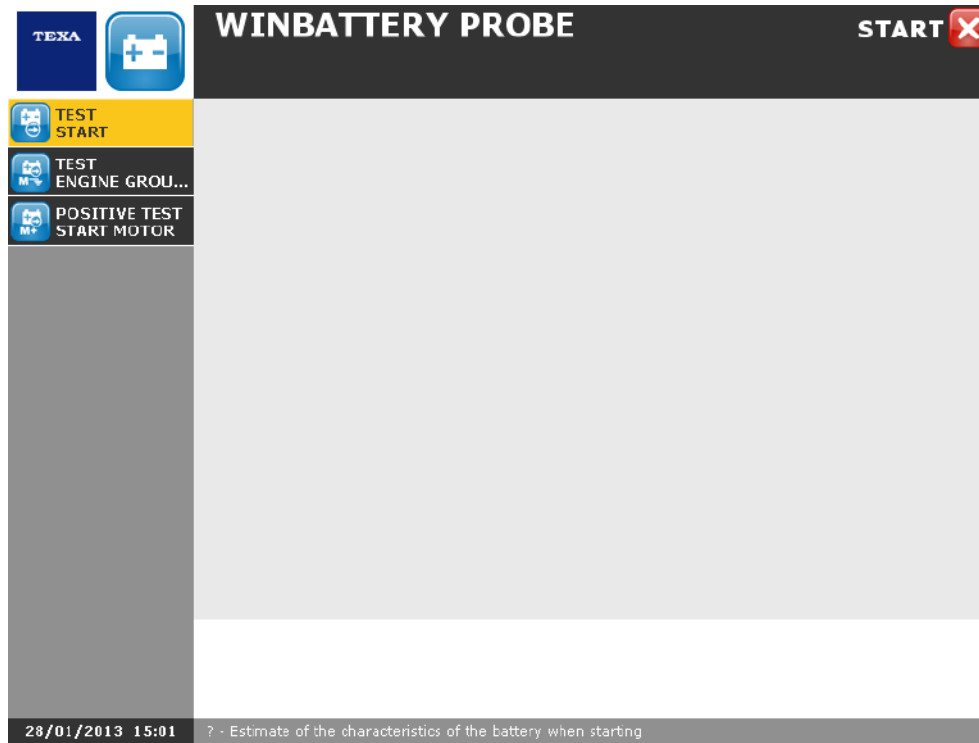 TEXA
WINBATTERY PROBE
START
TEST
START
TEST
ENGINE GROU...
POSITIVE TEST
START MOTOR
28/01/2013 15:01
? - Estimate of the characteristics of the battery when starting